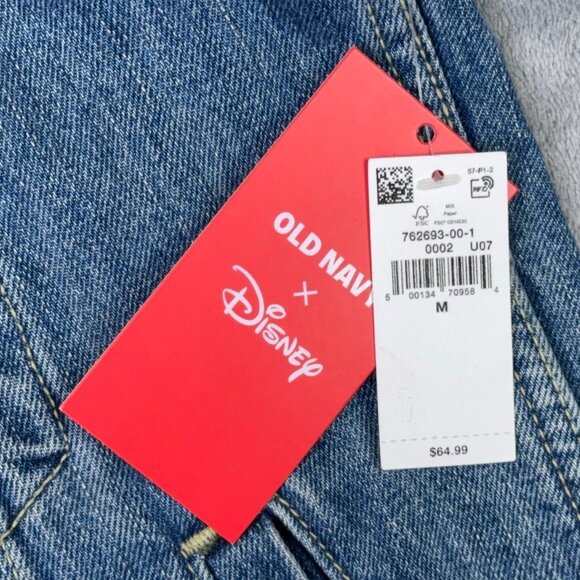 OLD NAVY
×
Disney
57-P1-2
RFID
FSC
MIX
Paper
762693-00-1
0002 U07
5 00134 70958 4
M
$64.99